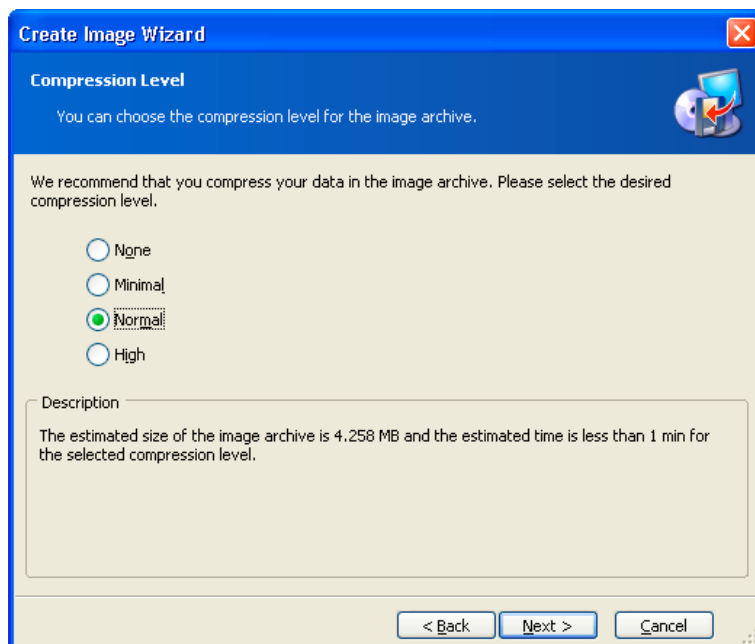 Create Image Wizard
Compression Level
You can choose the compression level for the image archive.
We recommend that you compress your data in the image archive. Please select the desired
compression level.
None
Minimal
Normal
High
Description
The estimated size of the image archive is 4.258 MB and the estimated time is less than 1 min for
the selected compression level.
< Back
Next >
Cancel